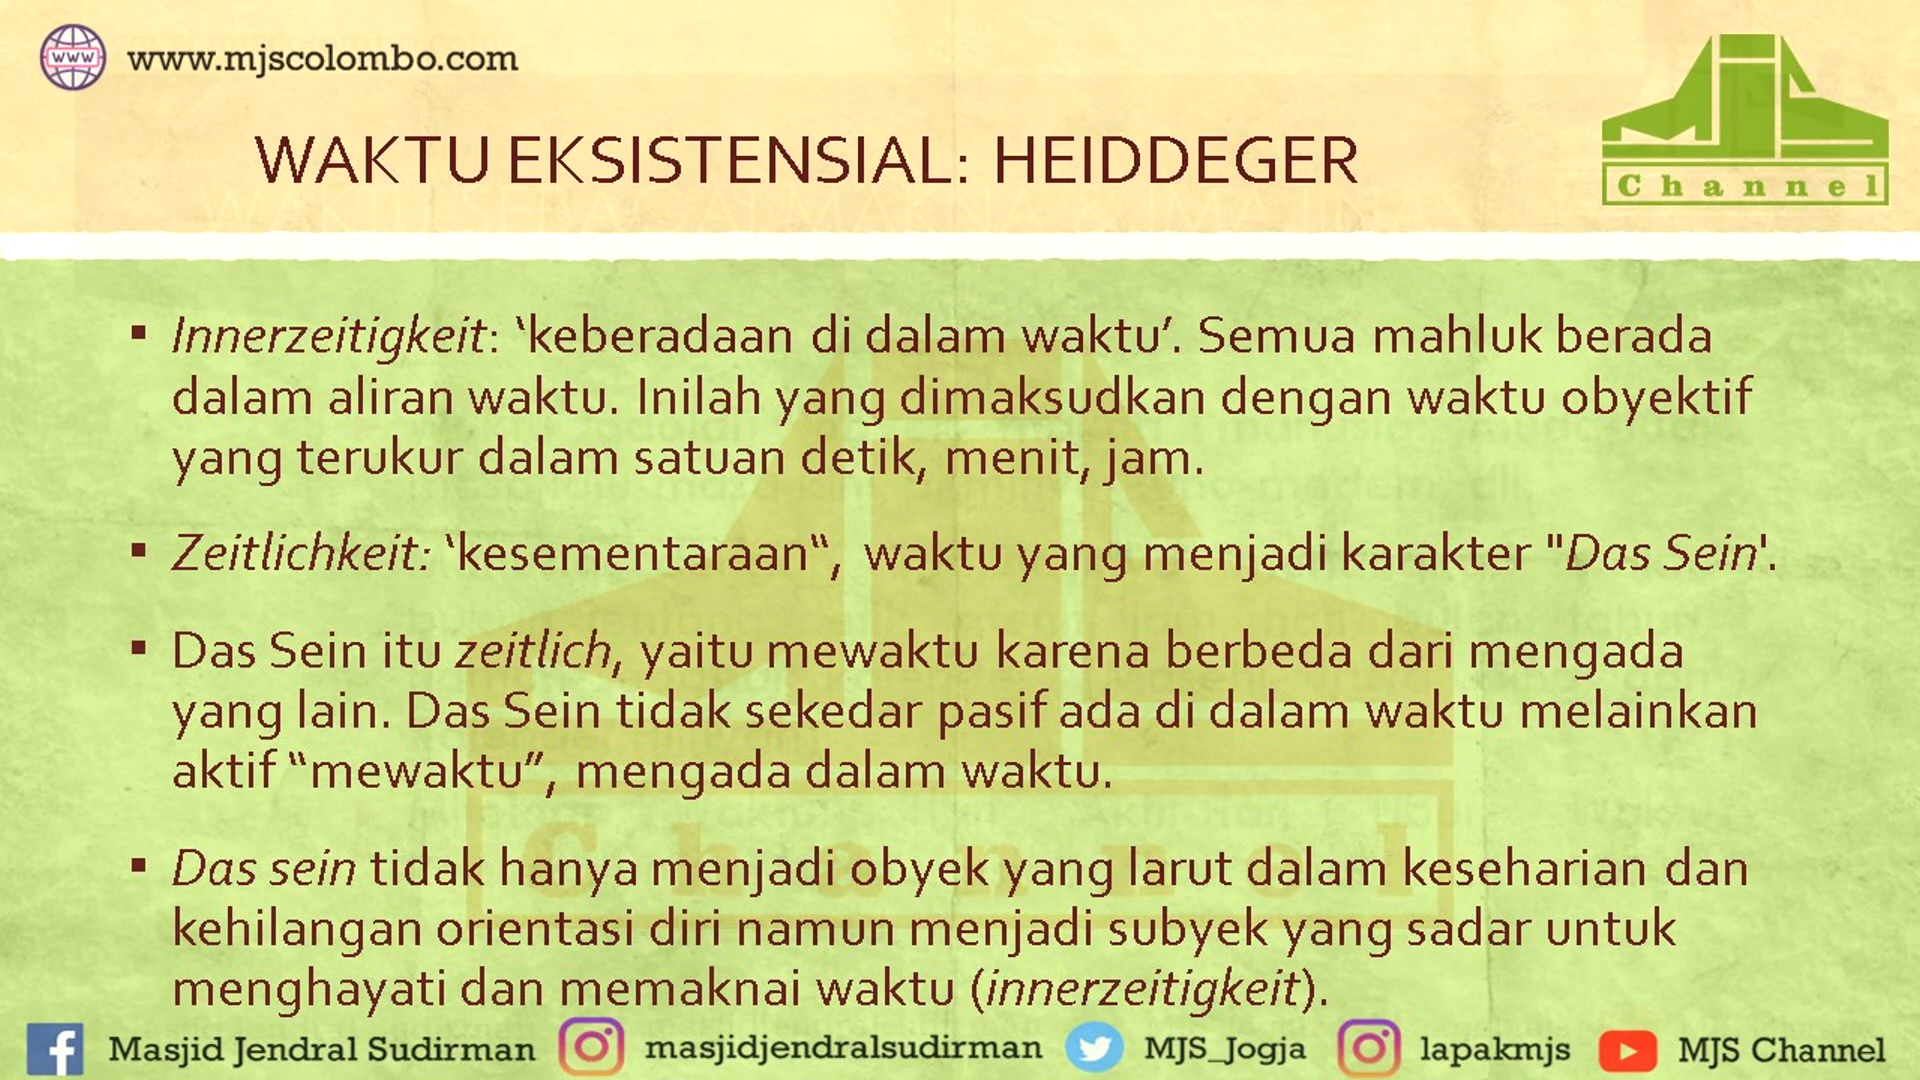 www
www.mjscolombo.com
MJS
Channel
WAKTU EKSISTENSIAL: HEIDDEGER
▪ Innerzeitigkeit: ‘keberadaan di dalam waktu’. Semua mahluk berada
dalam aliran waktu. Inilah yang dimaksudkan dengan waktu obyektif
yang terukur dalam satuan detik, menit, jam.
▪ Zeitlichkeit: ‘kesementaraan“, waktu yang menjadi karakter "Das Sein'.
▪ Das Sein itu zeitlich, yaitu mewaktu karena berbeda dari mengada
yang lain. Das Sein tidak sekedar pasif ada di dalam waktu melainkan
aktif “mewaktu”, mengada dalam waktu.
▪ Das sein tidak hanya menjadi obyek yang larut dalam keseharian dan
kehilangan orientasi diri namun menjadi subyek yang sadar untuk
menghayati dan memaknai waktu (innerzeitigkeit).
Channel
Masjid Jendral Sudirman masjidjendralsudirman MJS_Jogja lapakmjs MJS Channel